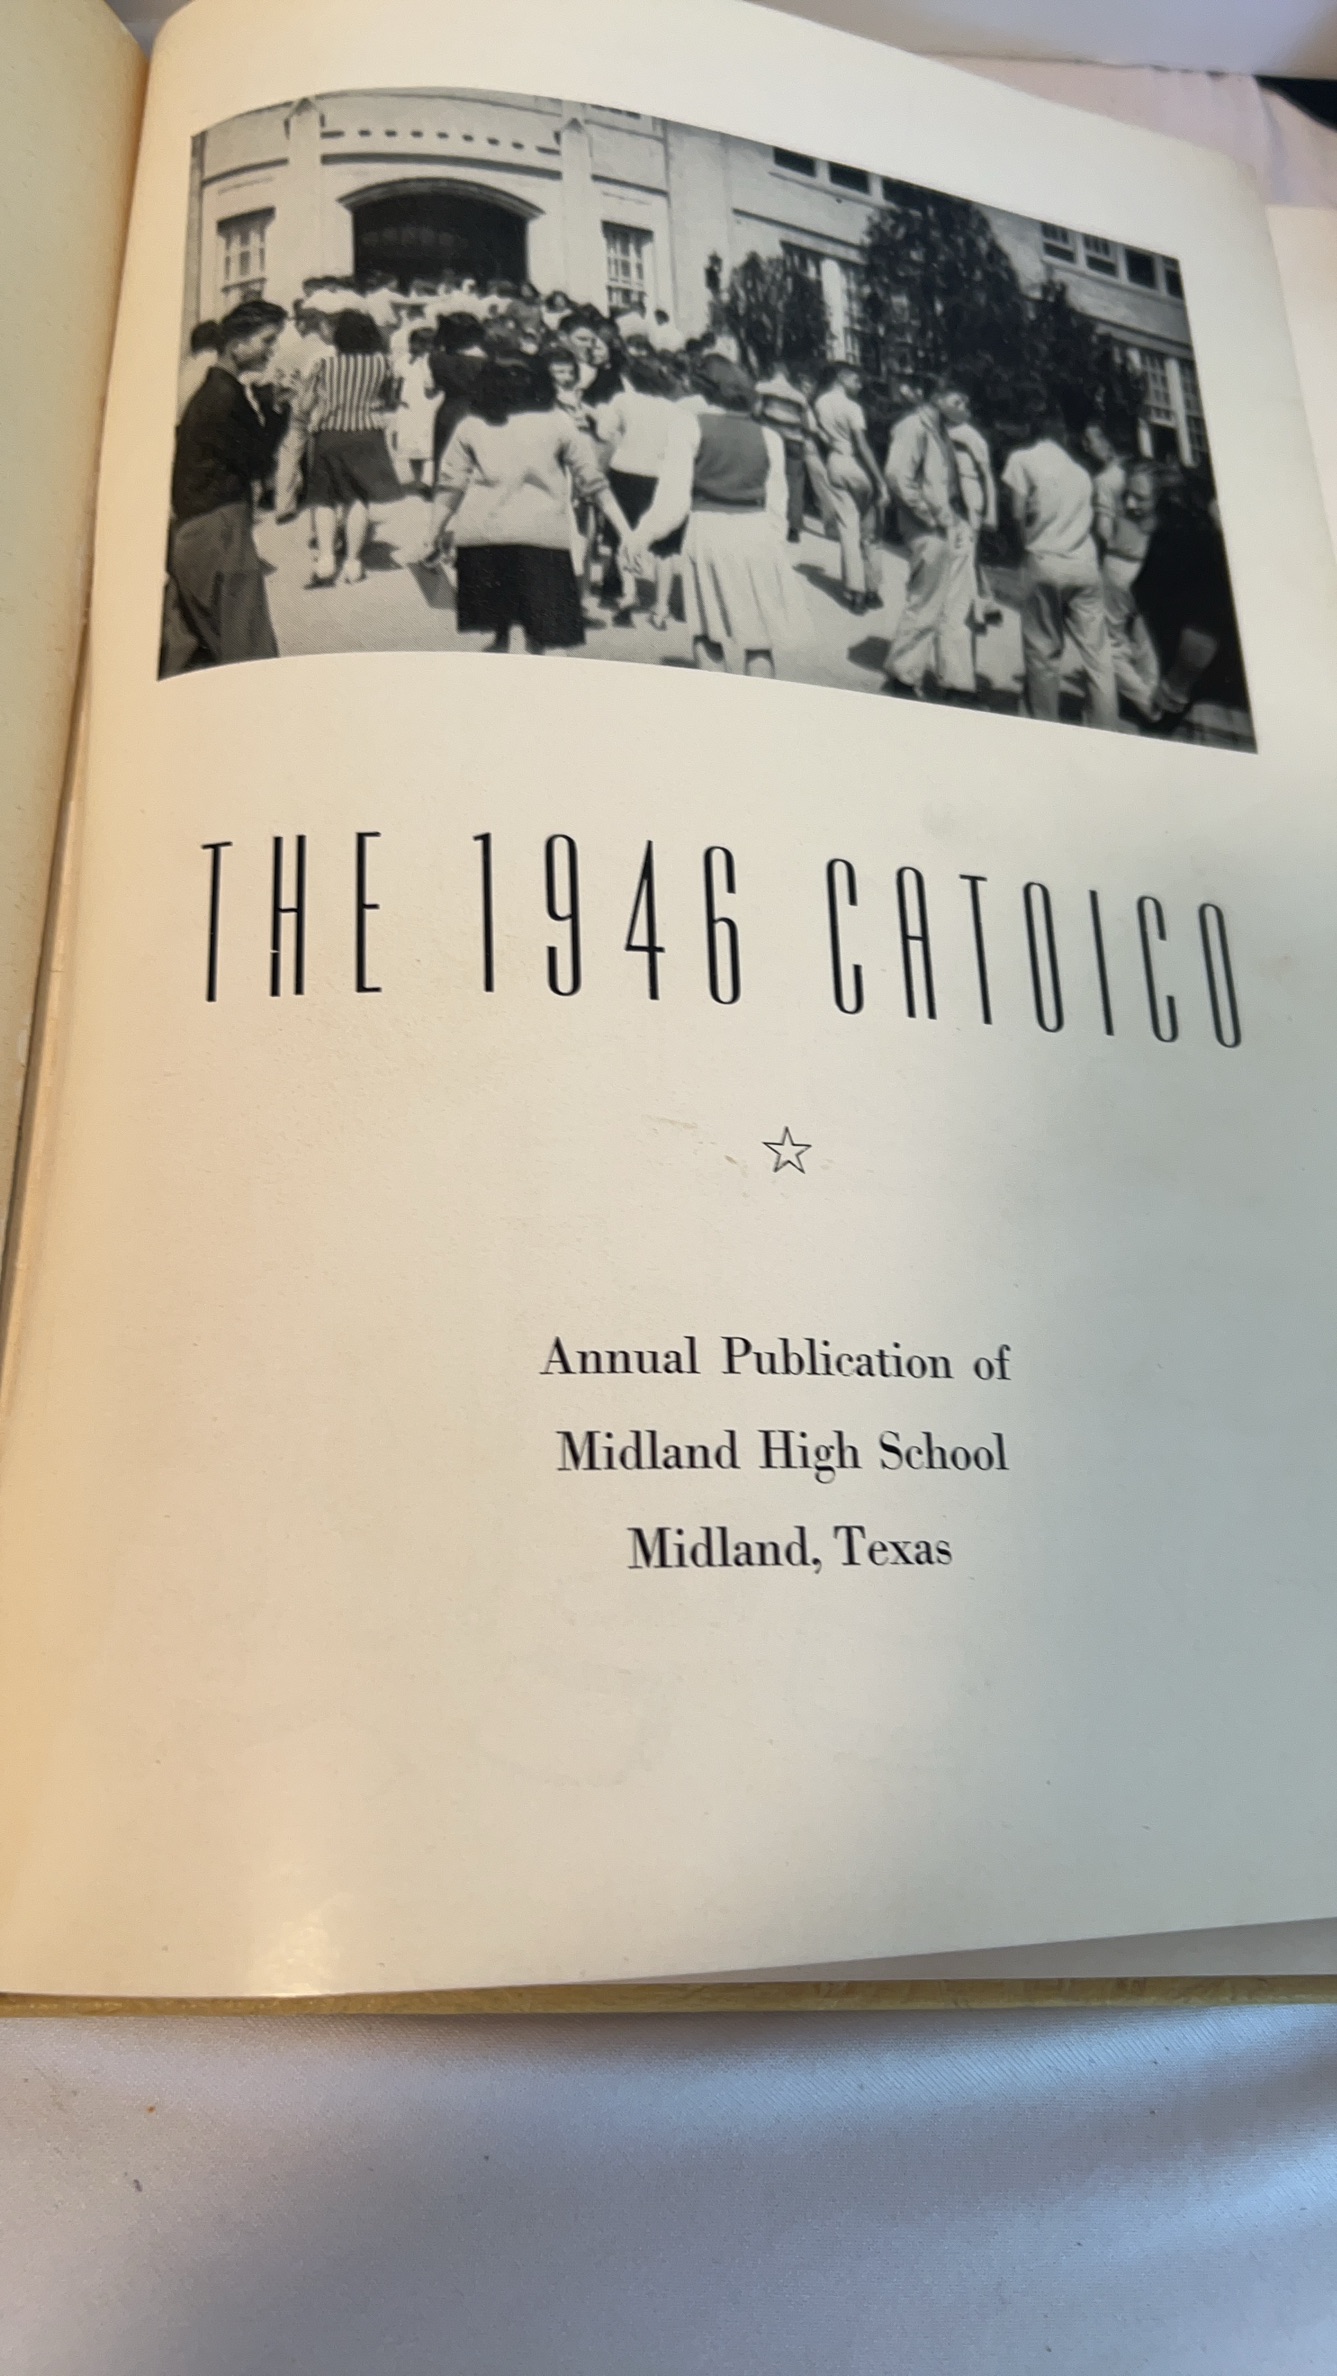 THE 1946 CATOICO
Annual Publication of
Midland High School
Midland, Texas